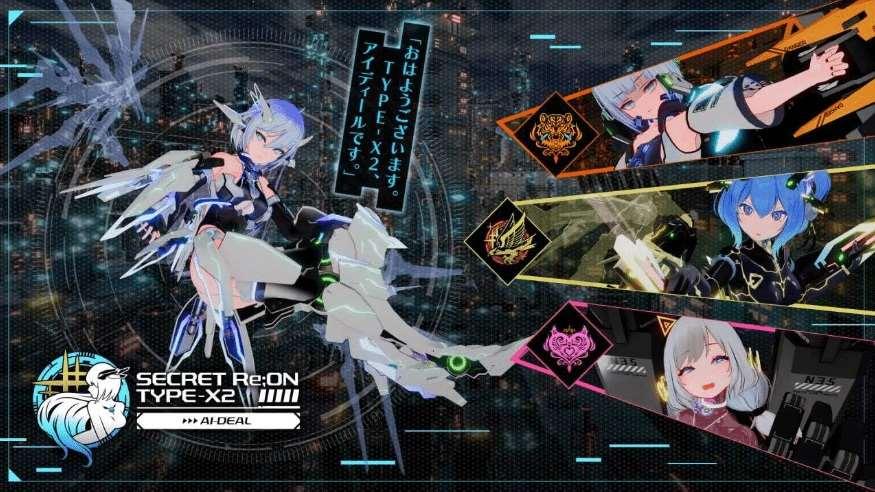 「おはようございます。
TYPE-X2、
アイディールです。」
SECRET Re;ON
TYPE-X2
AI-DEAL